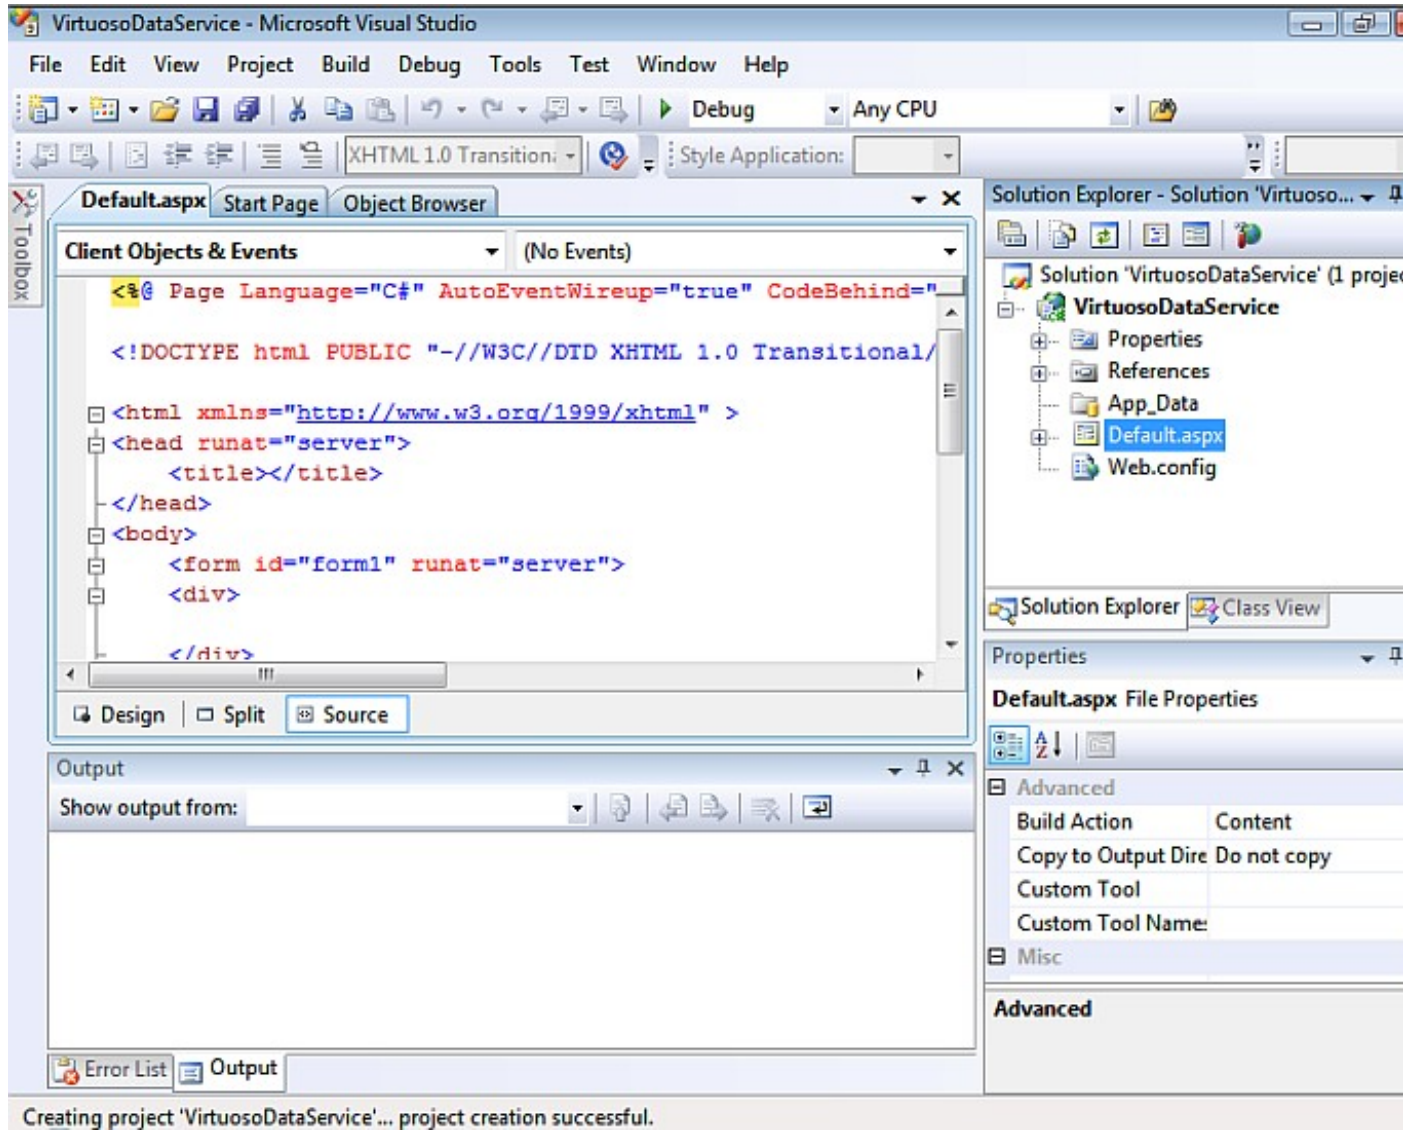 VirtuosoDataService - Microsoft Visual Studio
File Edit View Project Build Debug Tools Test Window Help
Debug Any CPU
XHTML 1.0 Transition Style Application:
Toolbox
Default.aspx Start Page Object Browser
Client Objects & Events (No Events)
<%@ Page Language="C#" AutoEventWireup="true" CodeBehind="
<!DOCTYPE html PUBLIC "-//W3C//DTD XHTML 1.0 Transitional/
<html xmlns="http://www.w3.org/1999/xhtml" >
<head runat="server">
<title></title>
</head>
<body>
<form id="form1" runat="server">
<div>
</div>
Design Split Source
Output
Show output from:
Error List Output
Solution Explorer - Solution 'Virtuoso...
Solution 'VirtuosoDataService' (1 projec
VirtuosoDataService
Properties
References
App_Data
Default.aspx
Web.config
Solution Explorer Class View
Properties
Default.aspx File Properties
Advanced
Build Action Content
Copy to Output Dire Do not copy
Custom Tool
Custom Tool Name
Misc
Advanced
Creating project 'VirtuosoDataService'... project creation successful.